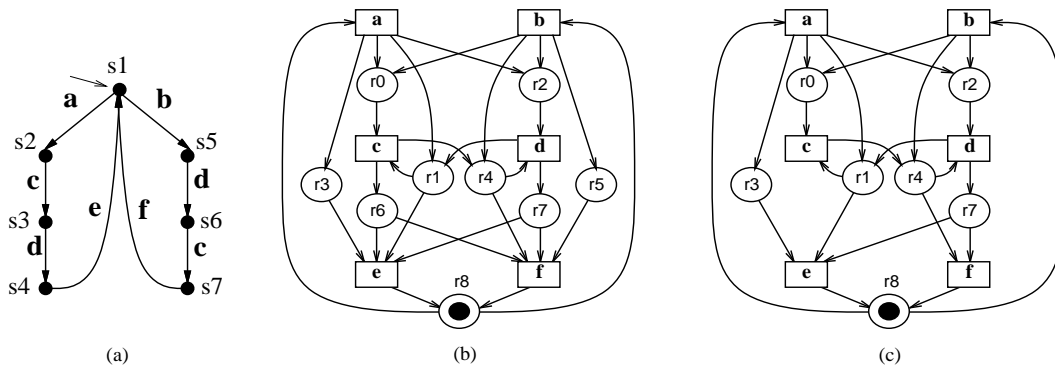 s1
a b
s2 s5
c d
s3 e f s6
d c
s4 s7
(a)
a b
r0 r2
c d
r3 r1 r4 r5
r6 r7
e f
r8
(b)
a b
r0 r2
c d
r3 r1 r4
r7
e f
r8
(c)